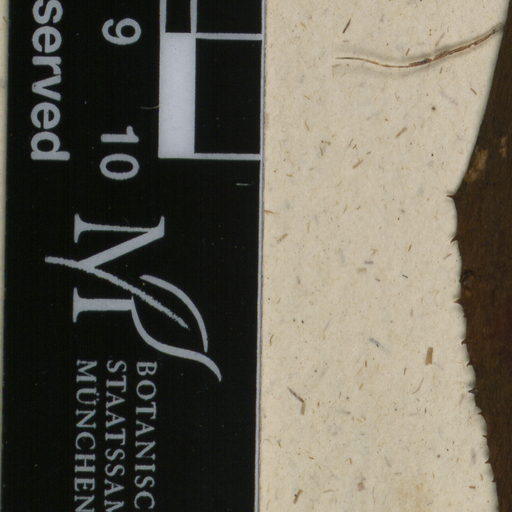 served
9 10
M
BOTANISC
STAATSSAM
MÜNCHEN